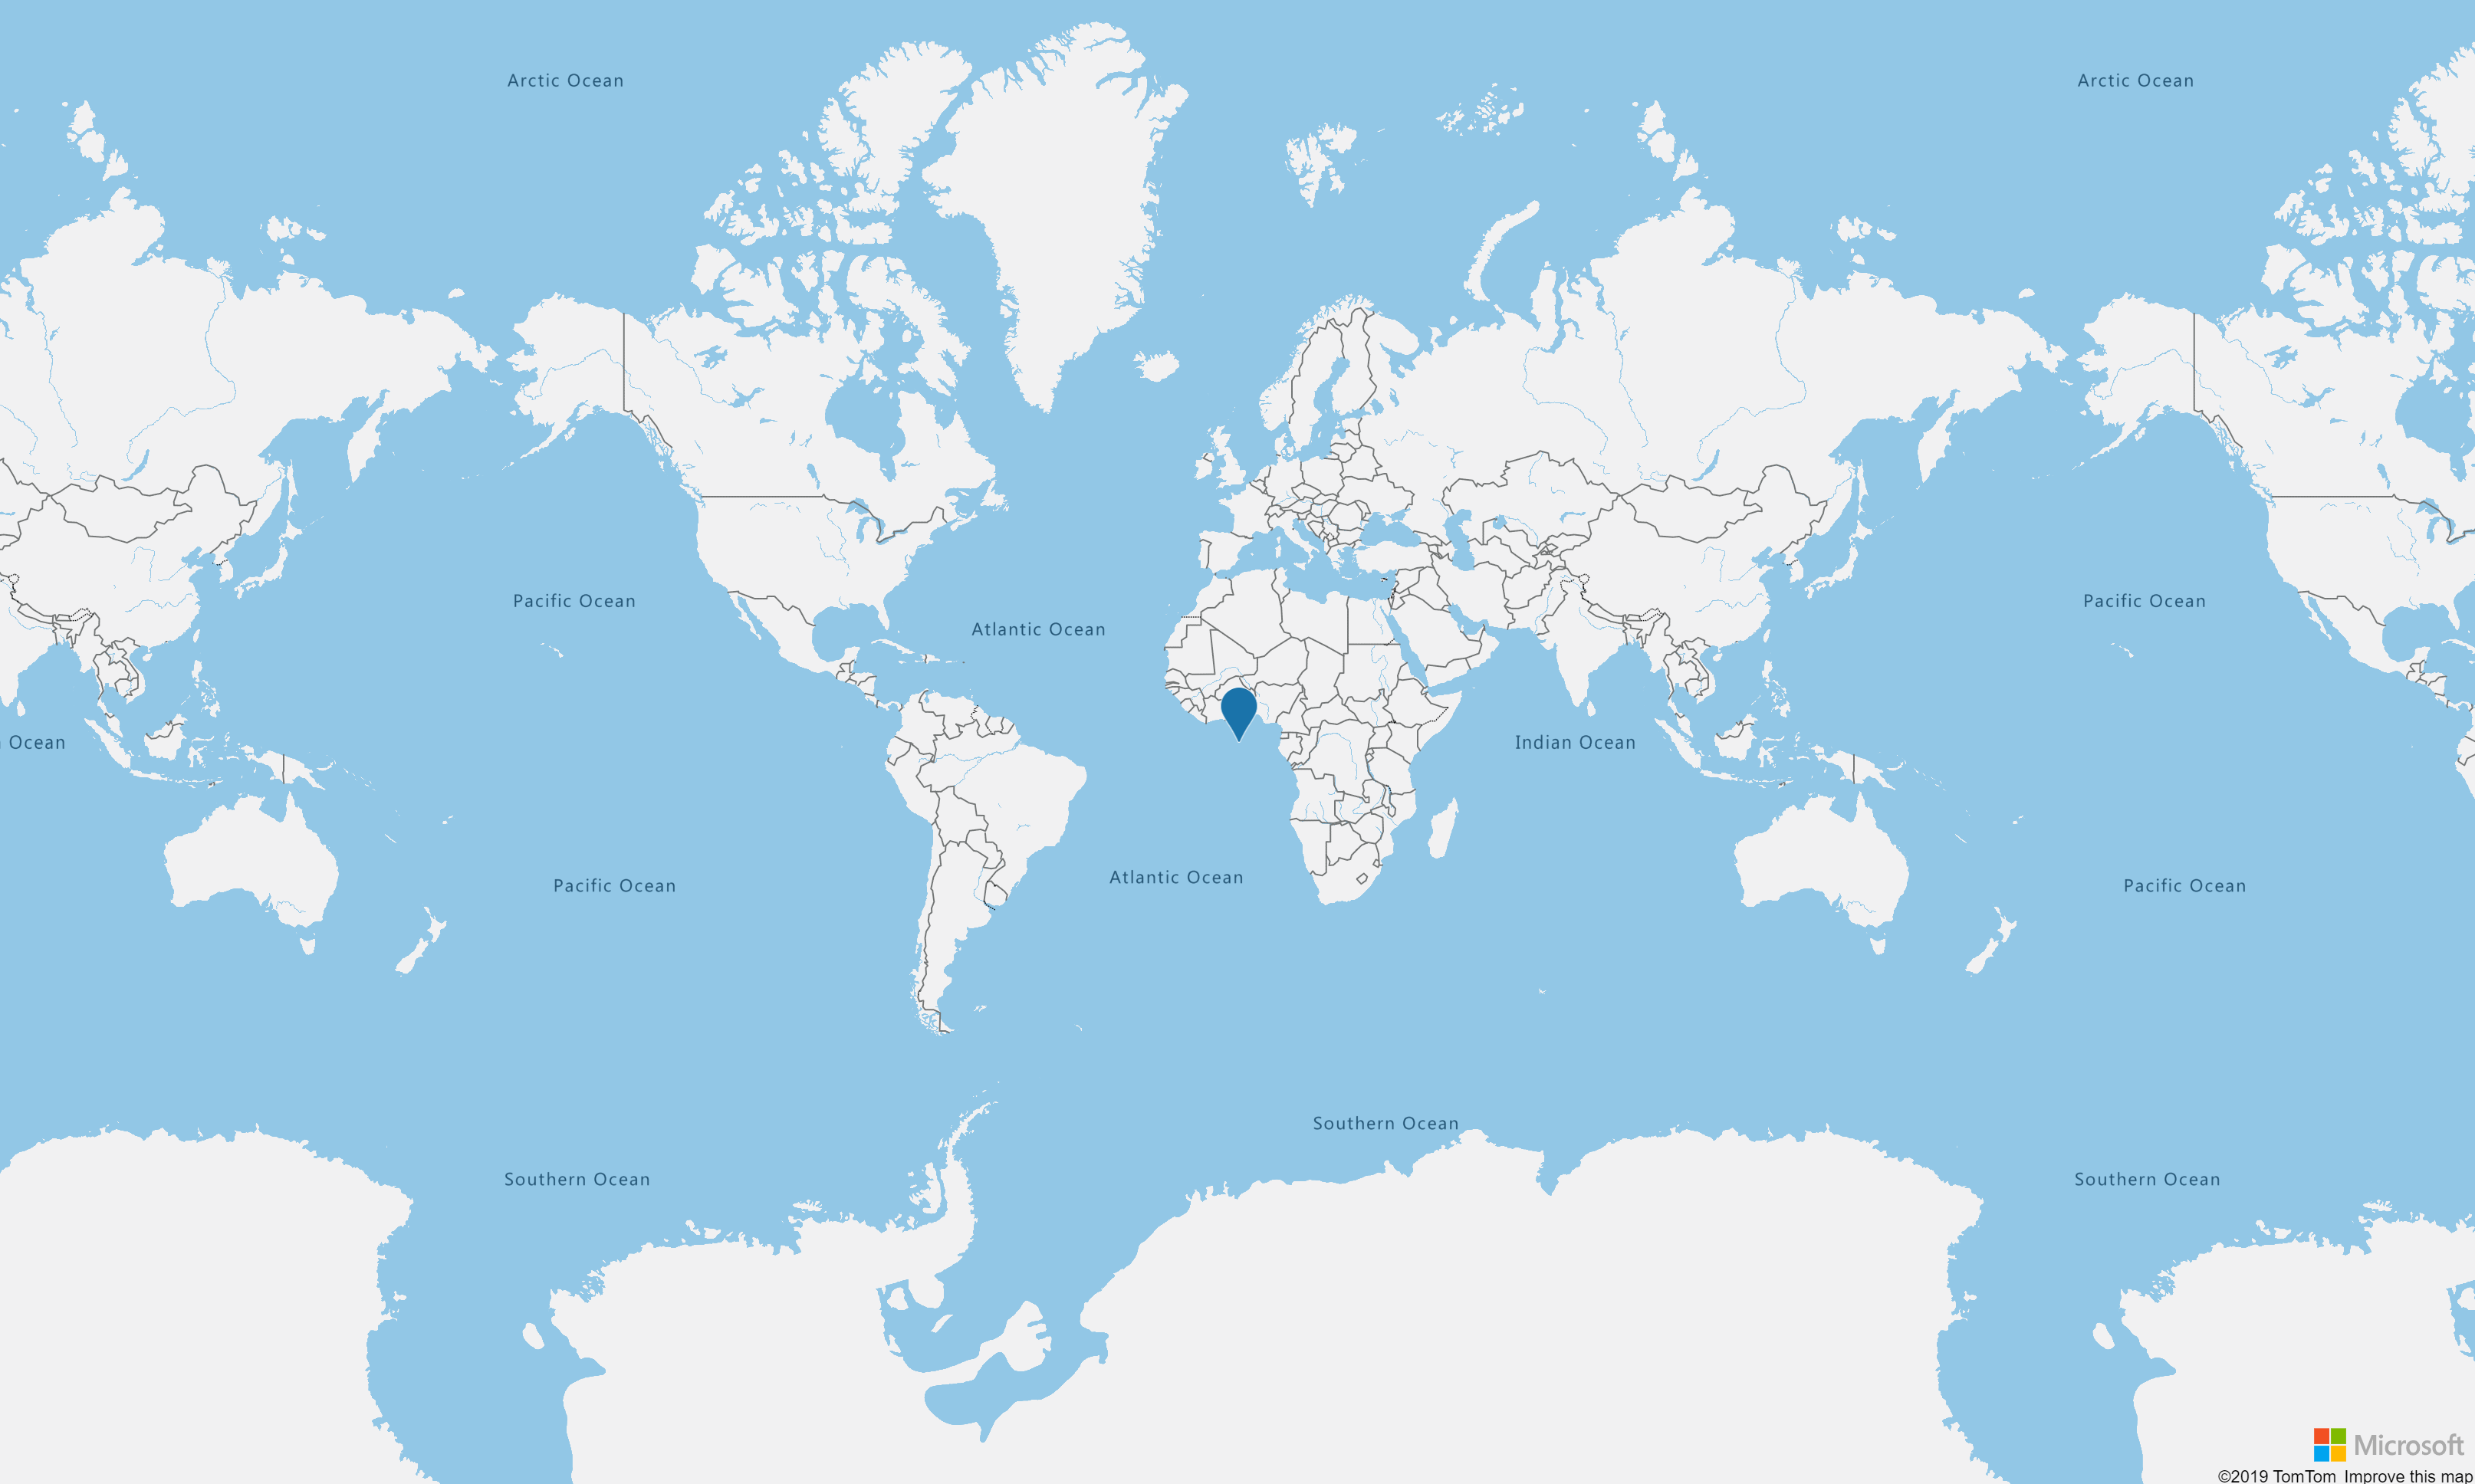 Arctic Ocean
Arctic Ocean
Pacific Ocean
Pacific Ocean
Atlantic Ocean
Ocean
Indian Ocean
Atlantic Ocean
Pacific Ocean
Pacific Ocean
Southern Ocean
Southern Ocean
Southern Ocean
Microsoft
©2019 TomTom Improve this map